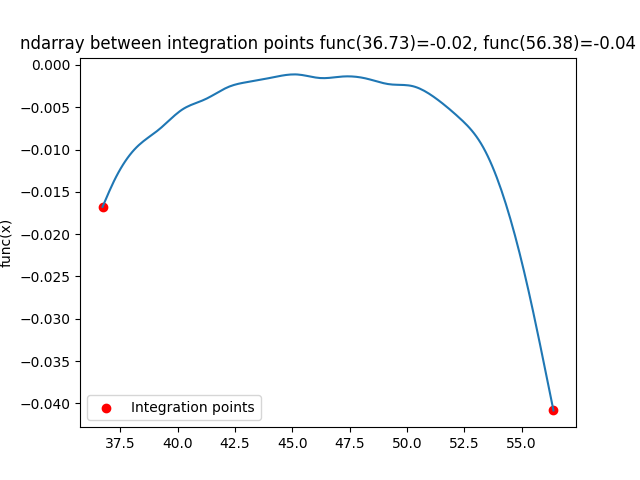 ndarray between integration points func(36.73)=-0.02, func(56.38)=-0.04
0.000
−0.005
−0.010
−0.015
−0.020
−0.025
−0.030
−0.035
−0.040
func(x)
Integration points
37.5 40.0 42.5 45.0 47.5 50.0 52.5 55.0